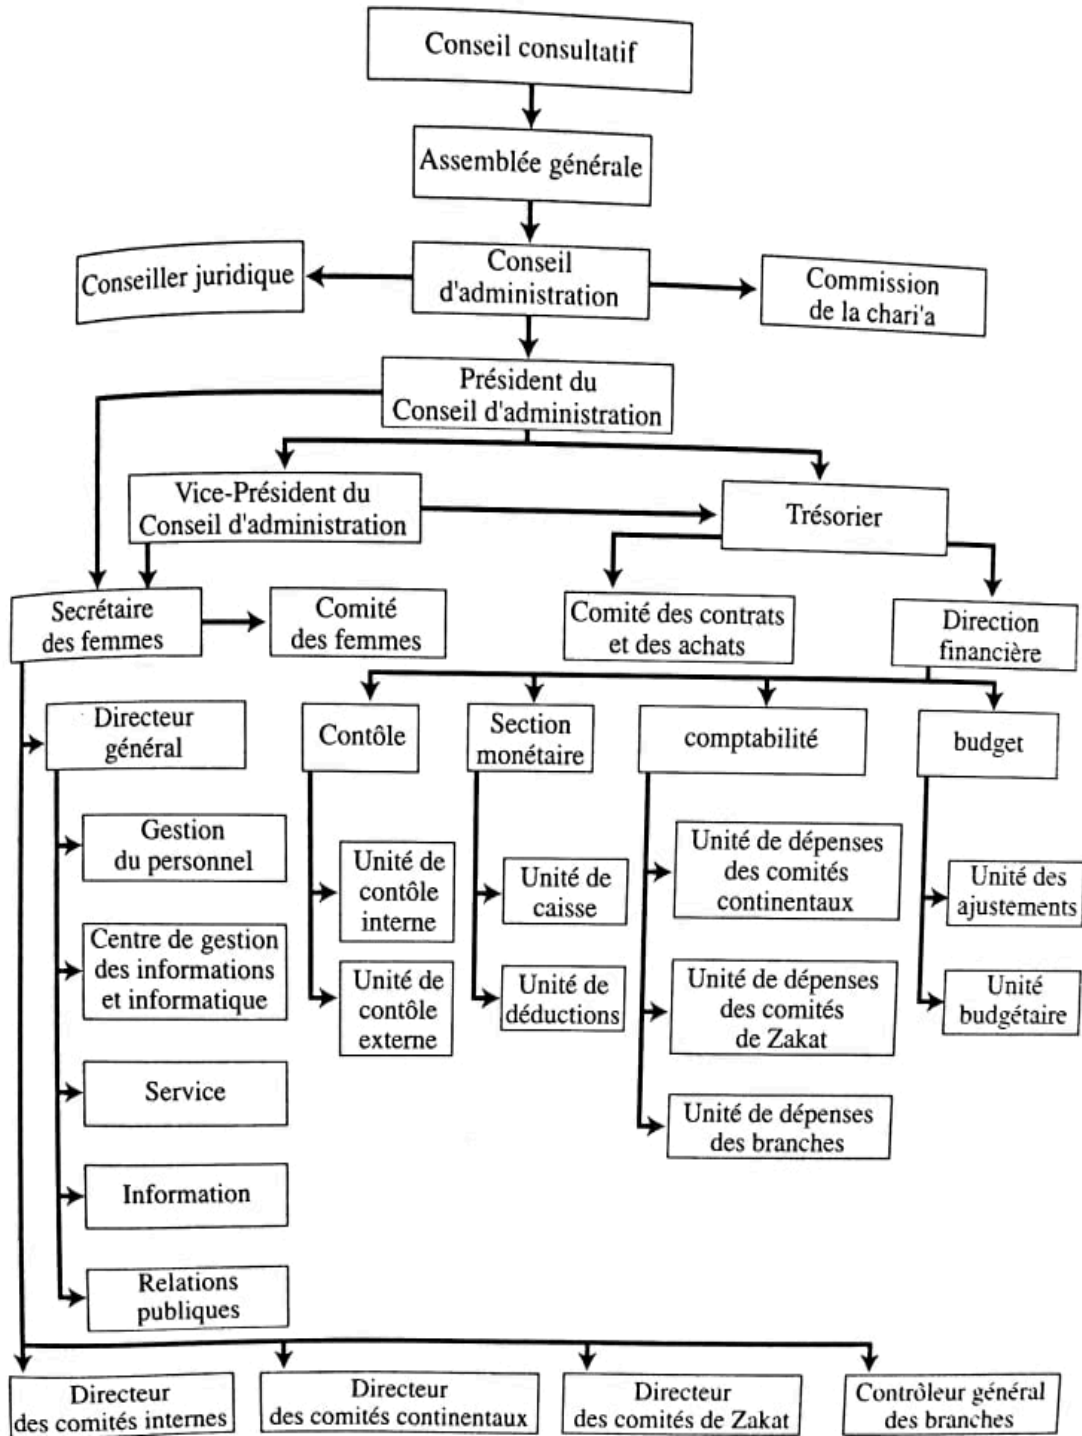 Conseil consultatif
Assemblée générale
Conseiller juridique
Conseil
d'administration
Commission
de la chari'a
Président du
Conseil d'administration
Vice-Président du
Conseil d'administration
Trésorier
Secrétaire
des femmes
Comité
des femmes
Comité des contrats
et des achats
Direction
financière
Directeur
général
Contôle
Section
monétaire
comptabilité
budget
Gestion
du personnel
Centre de gestion
des informations
et informatique
Service
Information
Relations
publiques
Unité de
contôle
interne
Unité de
contôle
externe
Unité de
caisse
Unité de
déductions
Unité de dépenses
des comités
continentaux
Unité de dépenses
des comités
de Zakat
Unité de dépenses
des branches
Unité des
ajustements
Unité
budgétaire
Directeur
des comités internes
Directeur
des comités continentaux
Directeur
des comités de Zakat
Contrôleur général
des branches